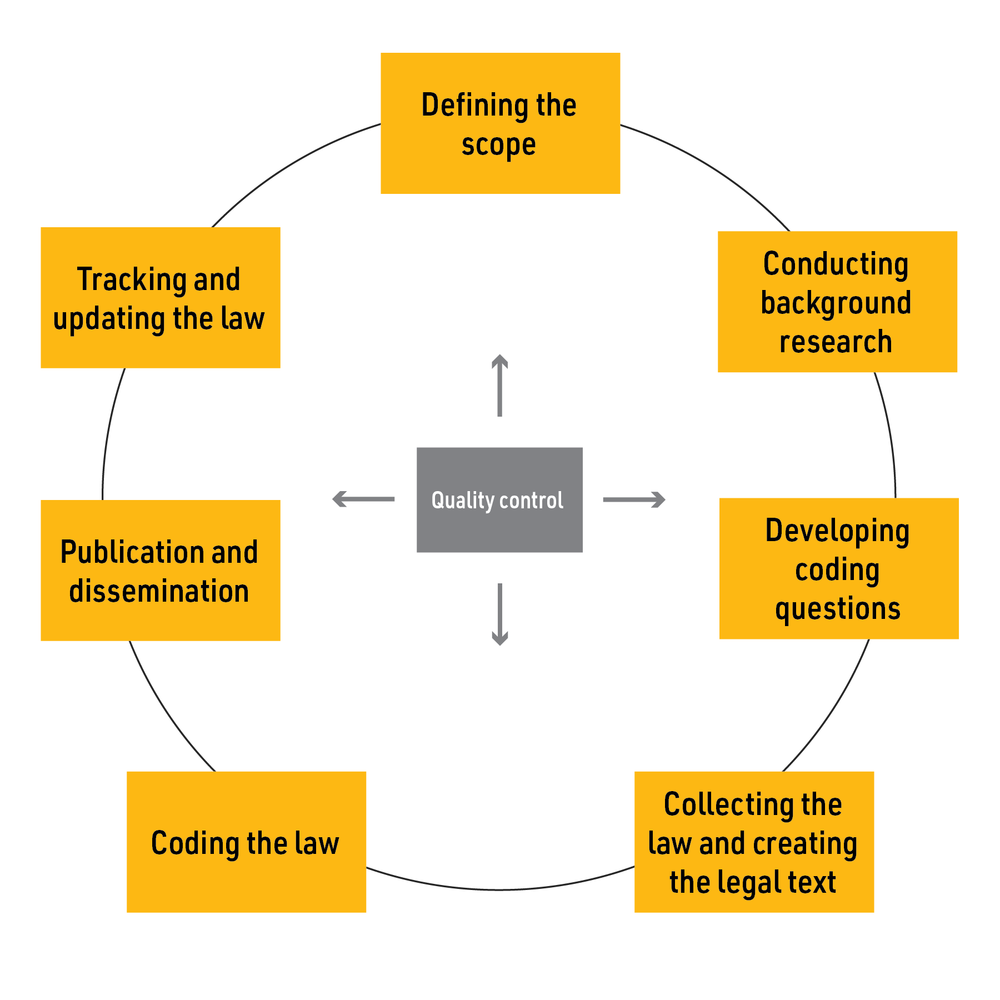 Defining the
scope
Conducting
background
research
Developing
coding
questions
Collecting the
law and creating
the legal text
Coding the law
Publication and
dissemination
Tracking and
updating the law
Quality control